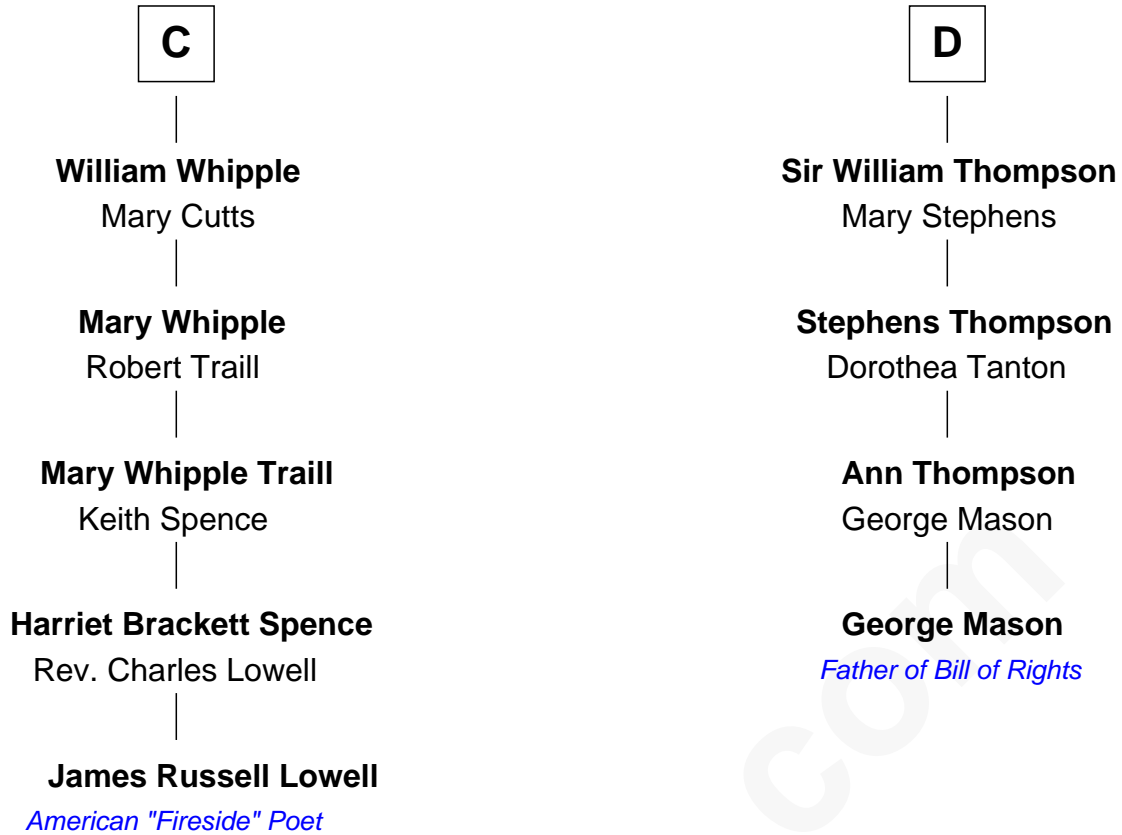 C
William Whipple
Mary Cutts
Mary Whipple
Robert Traill
Mary Whipple Traill
Keith Spence
Harriet Brackett Spence
Rev. Charles Lowell
James Russell Lowell
American "Fireside" Poet
D
Sir William Thompson
Mary Stephens
Stephens Thompson
Dorothea Tanton
Ann Thompson
George Mason
George Mason
Father of Bill of Rights
com